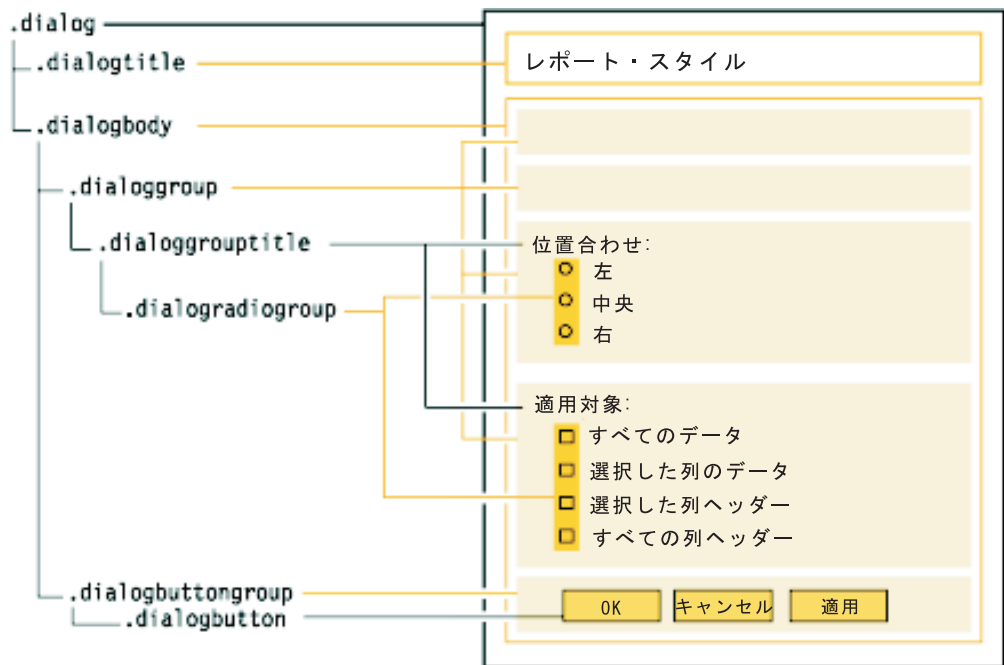 .dialog
.dialogtitle
レポート・スタイル
.dialogbody
.dialoggroup
.dialoggrouptitle
位置合わせ:
左
.dialogradiogroup
中央
右
適用対象:
すべてのデータ
選択した列のデータ
選択した列ヘッダー
すべての列ヘッダー
.dialogbuttongroup
.dialogbutton
OK
キャンセル
適用